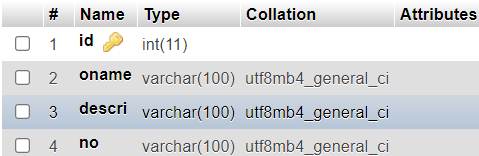 # Name Type Collation Attributes
1 id int(11)
2 oname varchar(100) utf8mb4_general_ci
3 descri varchar(100) utf8mb4_general_ci
4 no varchar(100) utf8mb4_general_ci